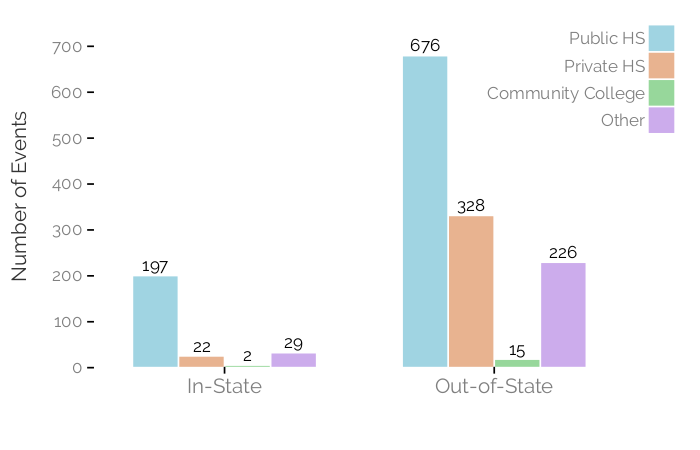 Public HS
Private HS
Community College
Other
Number of Events
700
600
500
400
300
200
100
0
197
22
2
29
676
328
15
226
In-State
Out-of-State